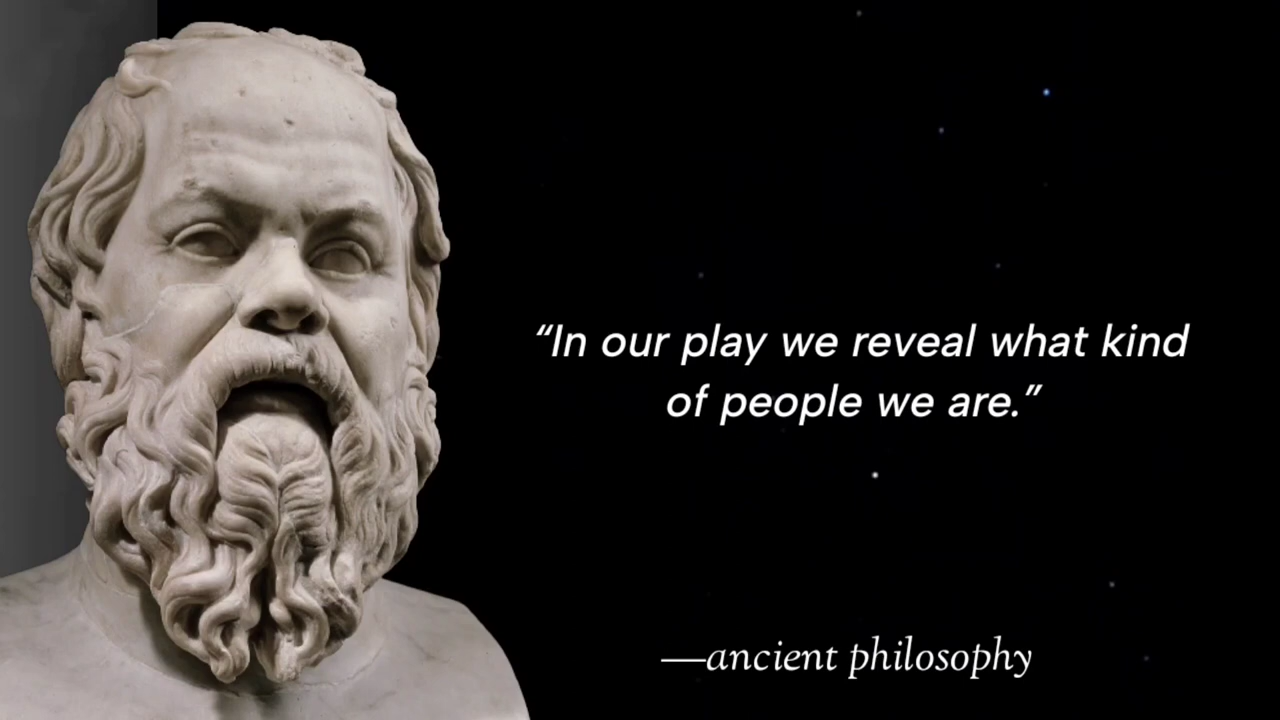 “In our play we reveal what kind
of people we are.”
—ancient philosophy